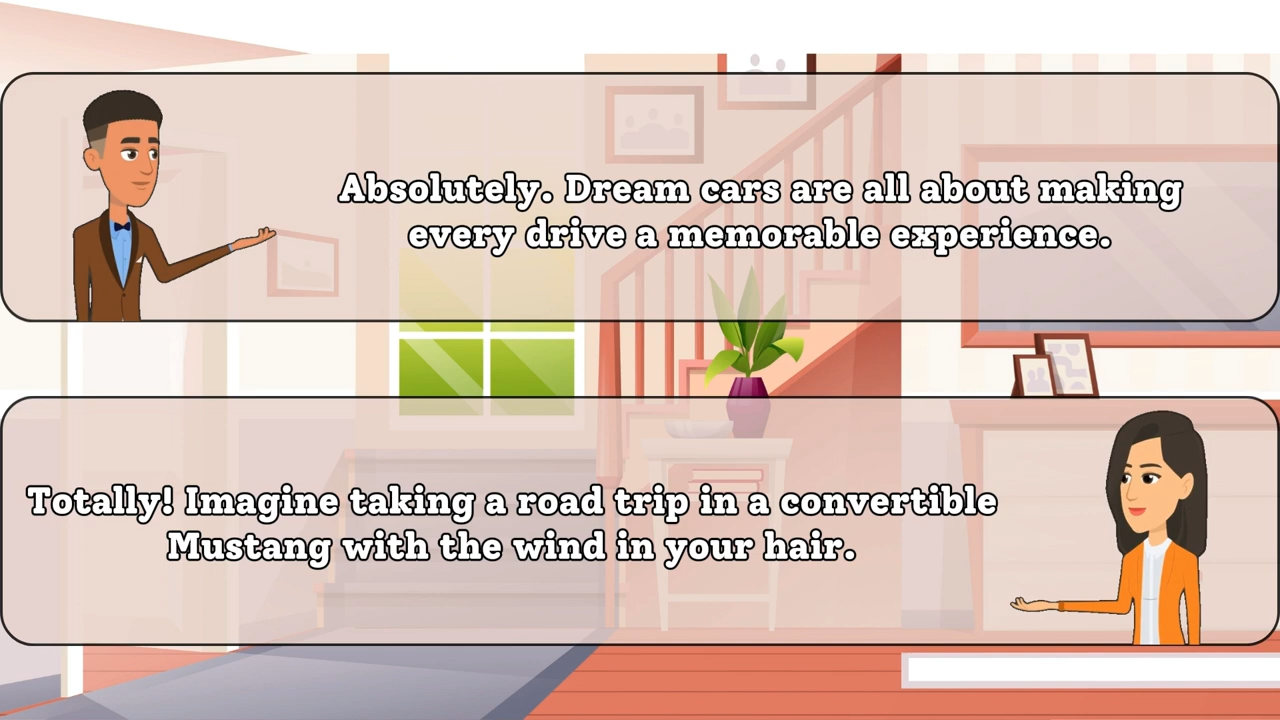 Absolutely. Dream cars are all about making
every drive a memorable experience.
Totally! Imagine taking a road trip in a convertible
Mustang with the wind in your hair.